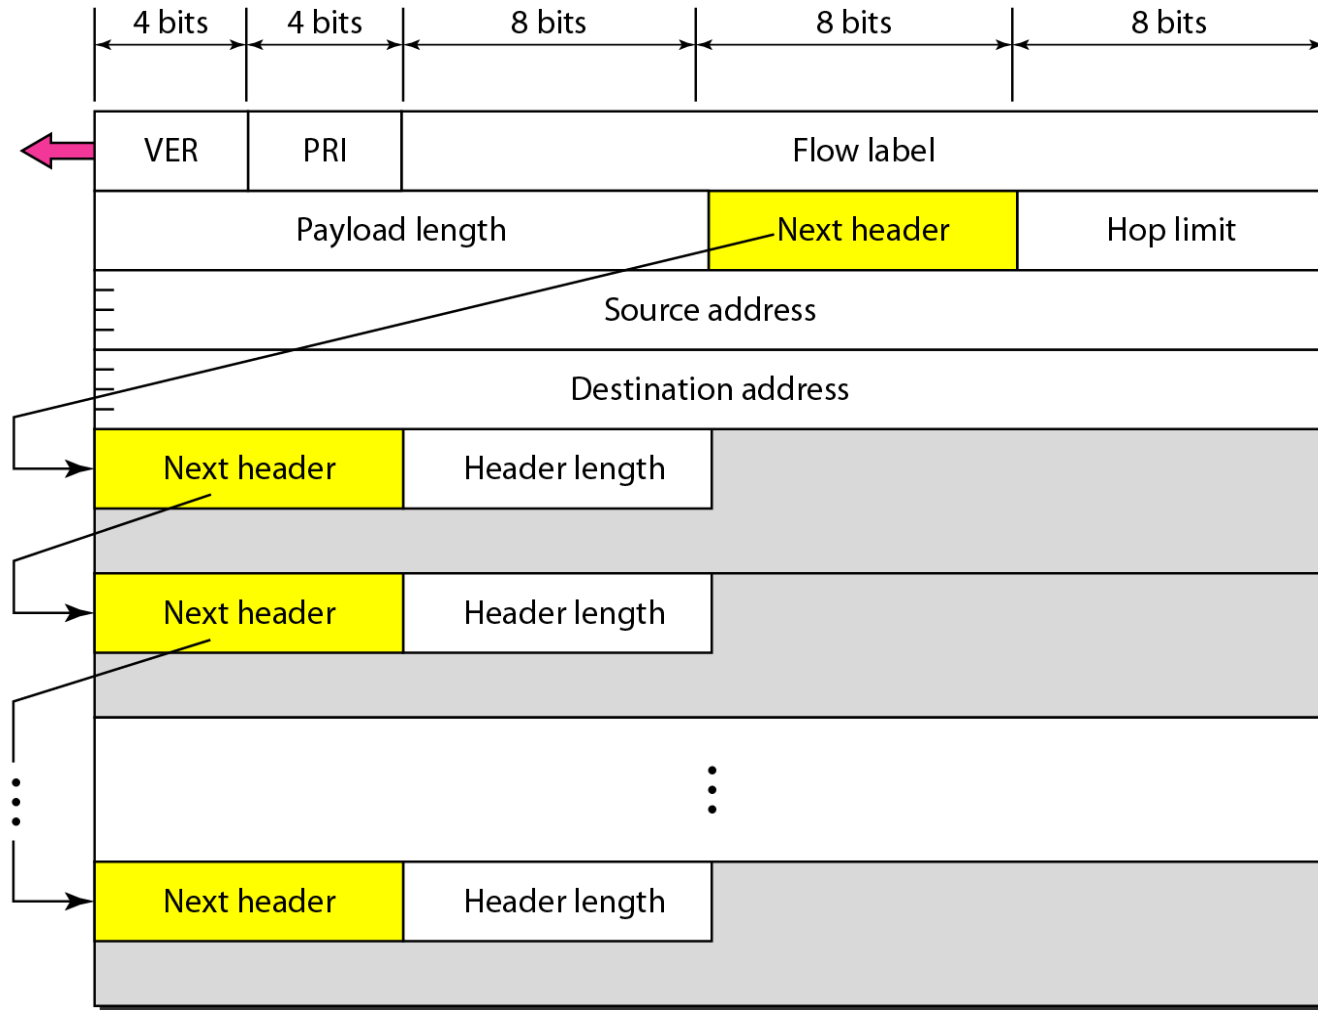 4 bits 4 bits 8 bits 8 bits 8 bits
VER PRI Flow label
Payload length Next header Hop limit
Source address
Destination address
Next header Header length
Next header Header length
Next header Header length